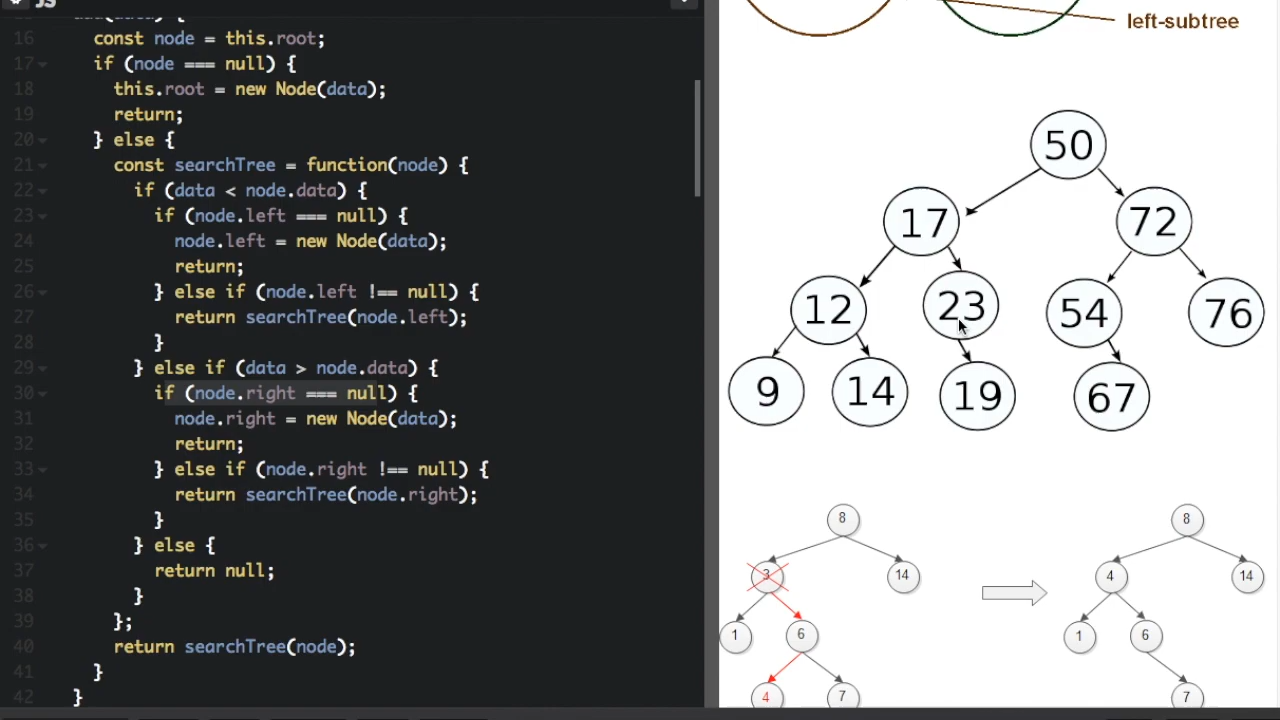 JS
16 const node = this.root;
17 if (node === null) {
18 this.root = new Node(data);
19 return;
20 } else {
21 const searchTree = function(node) {
22 if (data < node.data) {
23 if (node.left === null) {
24 node.left = new Node(data);
25 return;
26 } else if (node.left !== null) {
27 return searchTree(node.left);
28 }
29 } else if (data > node.data) {
30 if (node.right === null) {
31 node.right = new Node(data);
32 return;
33 } else if (node.right !== null) {
34 return searchTree(node.right);
35 }
36 } else {
37 return null;
38 }
39 };
40 return searchTree(node);
41 }
42 }
left-subtree
50
17 72
12 23 54 76
9 14 19 67
8
3 14
1 6
4 7
8
4 14
1 6
7